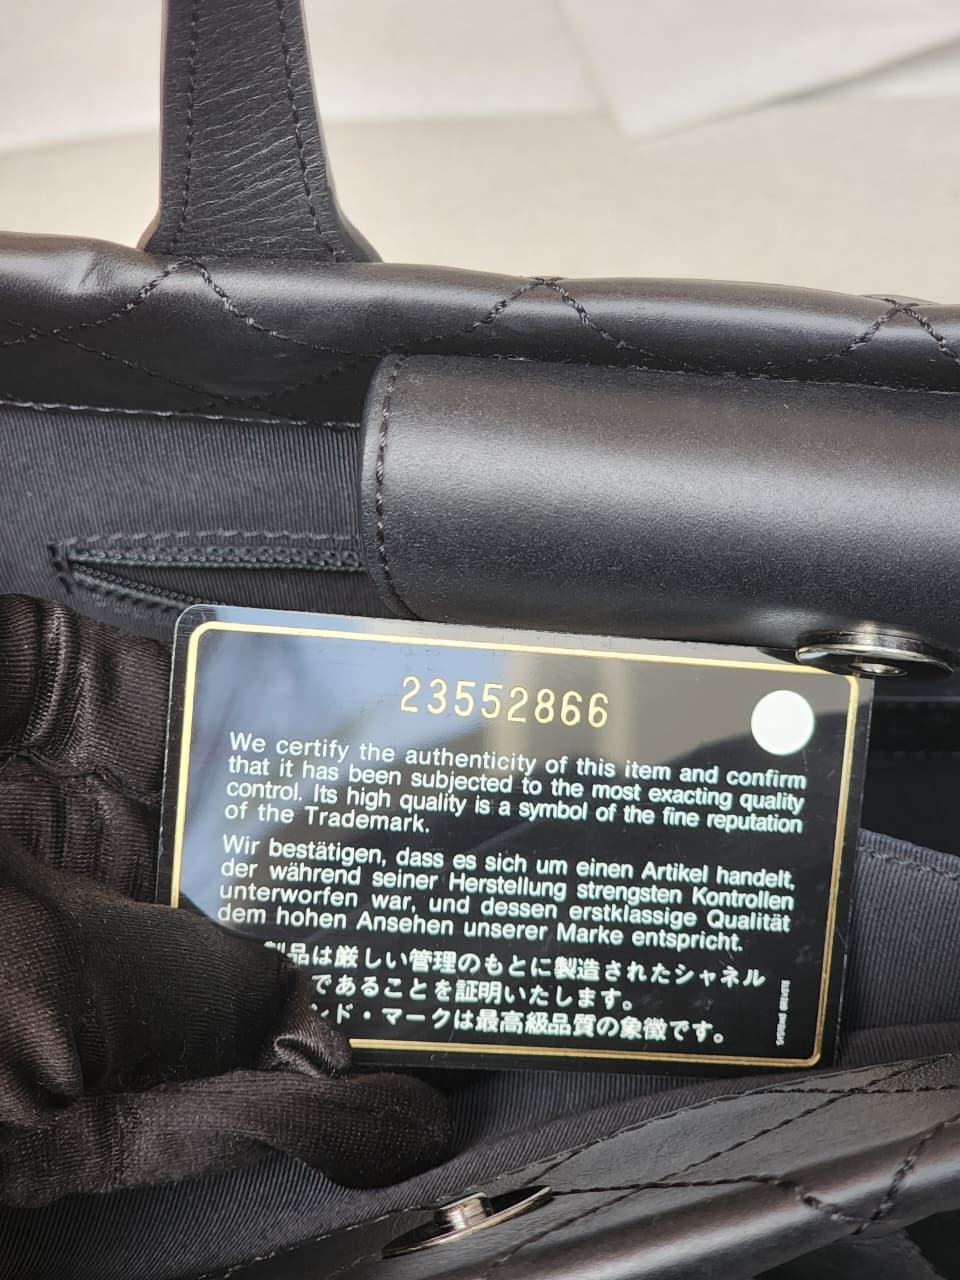 23552866
We certify the authenticity of this item and confirm
that it has been subjected to the most exacting quality
control. Its high quality is a symbol of the fine reputation
of the Trademark.
Wir bestätigen, dass es sich um einen Artikel handelt,
der während seiner Herstellung strengsten Kontrollen
unterworfen war, und dessen erstklassige Qualität
dem hohen Ansehen unserer Marke entspricht.
製品は厳しい管理のもとに製造されたシャネル
であることを証明いたします。
ンド・マークは最高級品質の象徴です。